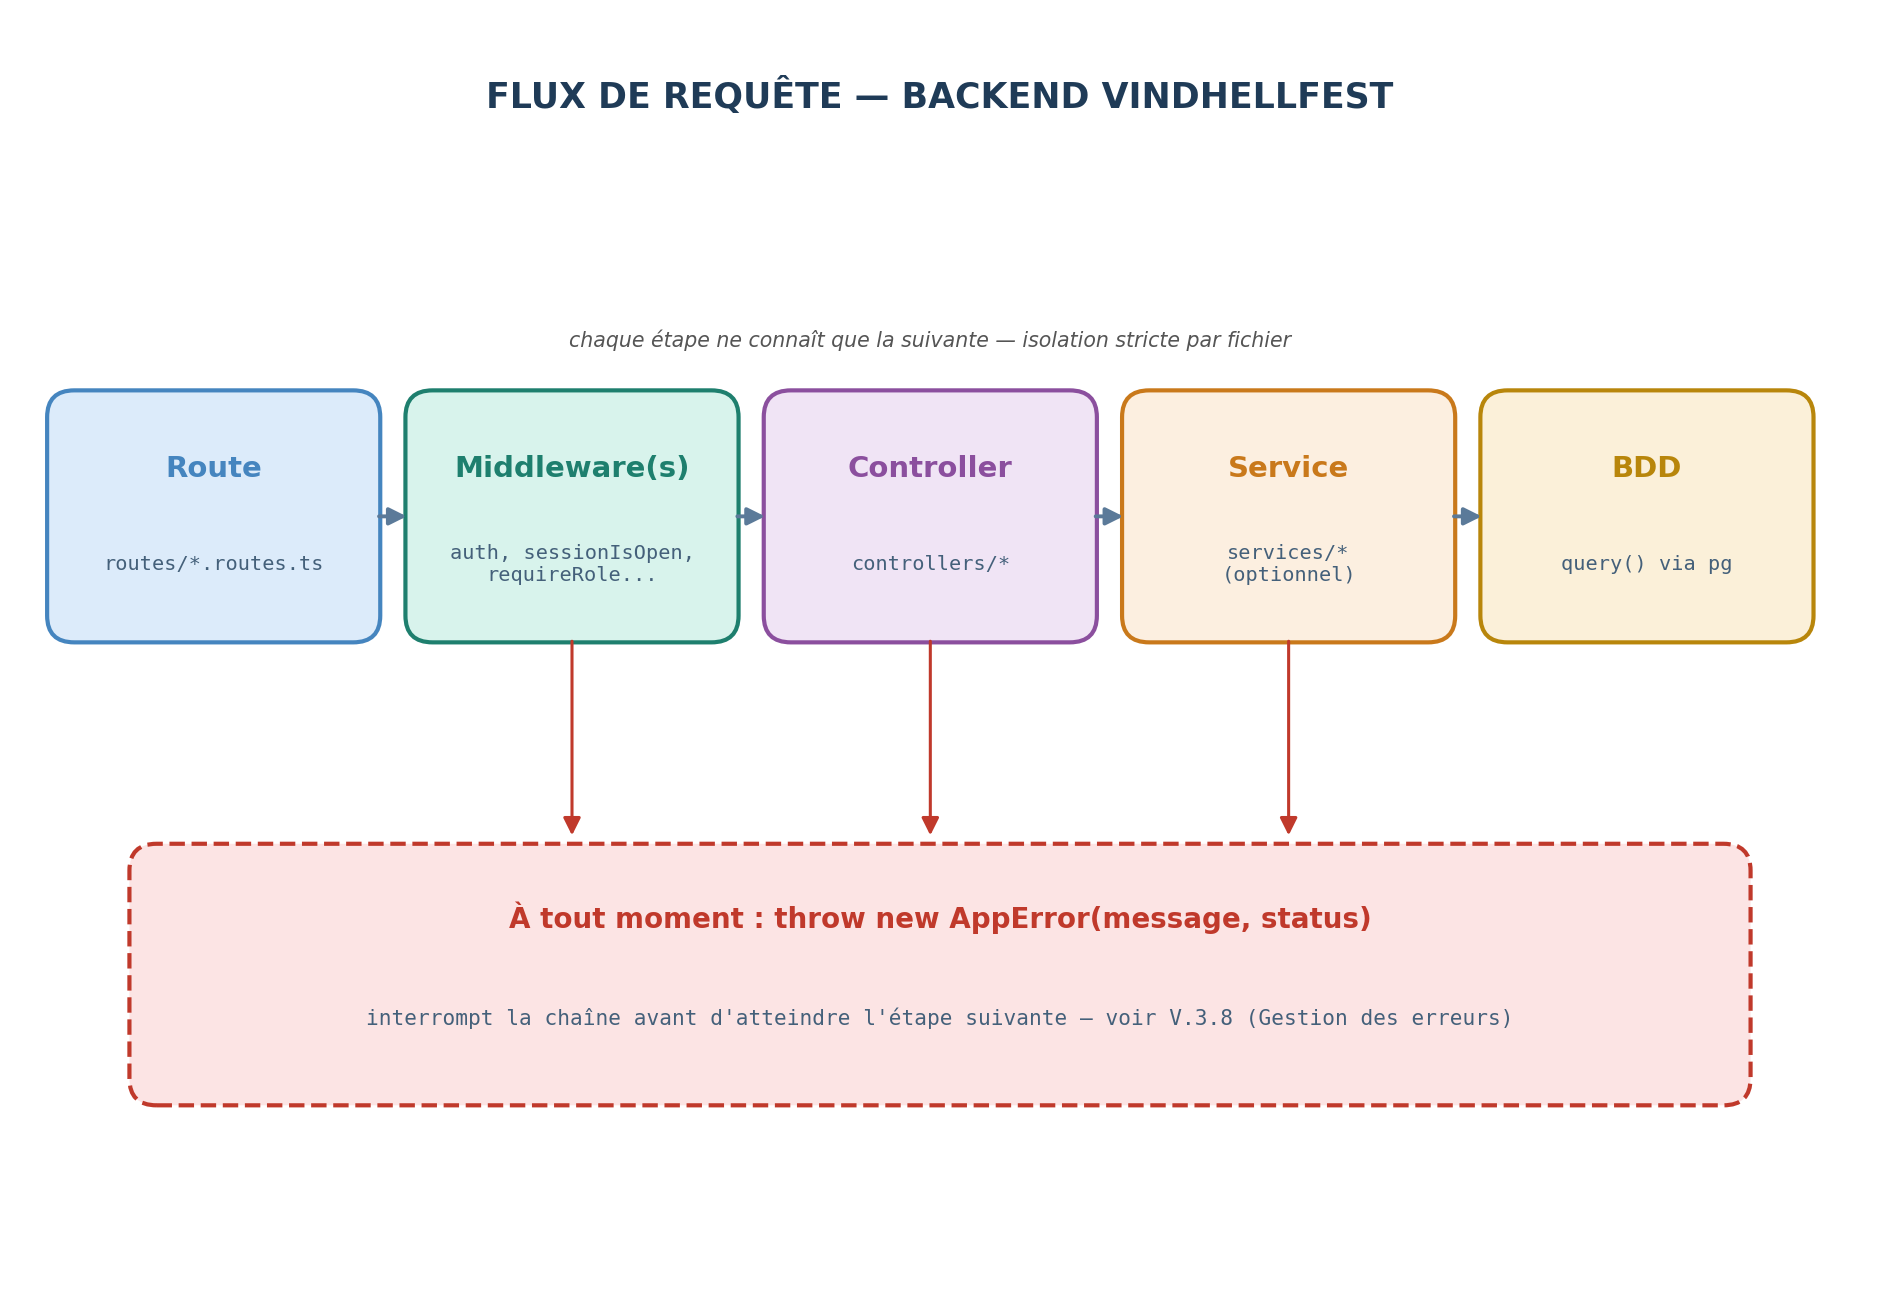 FLUX DE REQUÊTE — BACKEND VINDHELLFEST
chaque étape ne connaît que la suivante — isolation stricte par fichier
Route
routes/*.routes.ts
Middleware(s)
auth, sessionIsOpen,
requireRole...
Controller
controllers/*
Service
services/*
(optionnel)
BDD
query() via pg
À tout moment : throw new AppError(message, status)
interrompt la chaîne avant d'atteindre l'étape suivante — voir V.3.8 (Gestion des erreurs)